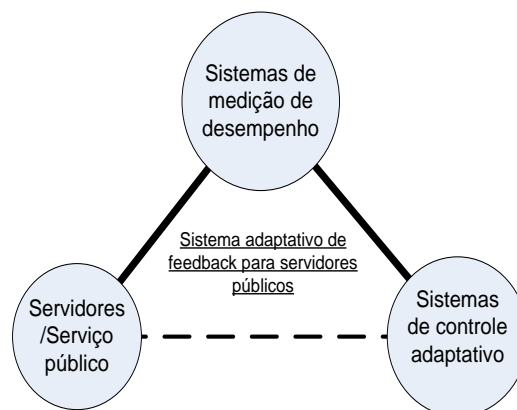 Sistemas de
medição de
desempenho
Sistema adaptativo de
feedback para servidores
públicos
Servidores
/Serviço
público
Sistemas
de controle
adaptativo